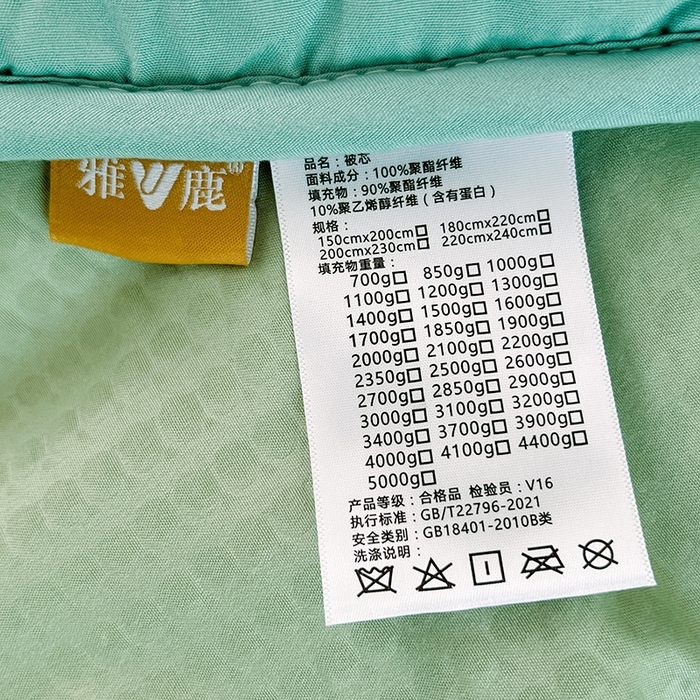 雅鹿®
品名：被芯
面料成分：100%聚酯纤维
填充物：90%聚酯纤维
10%聚乙烯醇纤维（含有蛋白）
规格：
150cmx200cm□ 180cmx220cm□
200cmx230cm□ 220cmx240cm□
填充物重量：
700g□ 850g□ 1000g□
1100g□ 1200g□ 1300g□
1400g□ 1500g□ 1600g□
1700g□ 1850g□ 1900g□
2000g□ 2100g□ 2200g□
2350g□ 2500g□ 2600g□
2700g□ 2850g□ 2900g□
3000g□ 3100g□ 3200g□
3400g□ 3700g□ 3900g□
4000g□ 4100g□ 4400g□
5000g□
产品等级：合格品 检验员：V16
执行标准：GB/T22796-2021
安全类别：GB18401-2010B类
洗涤说明：